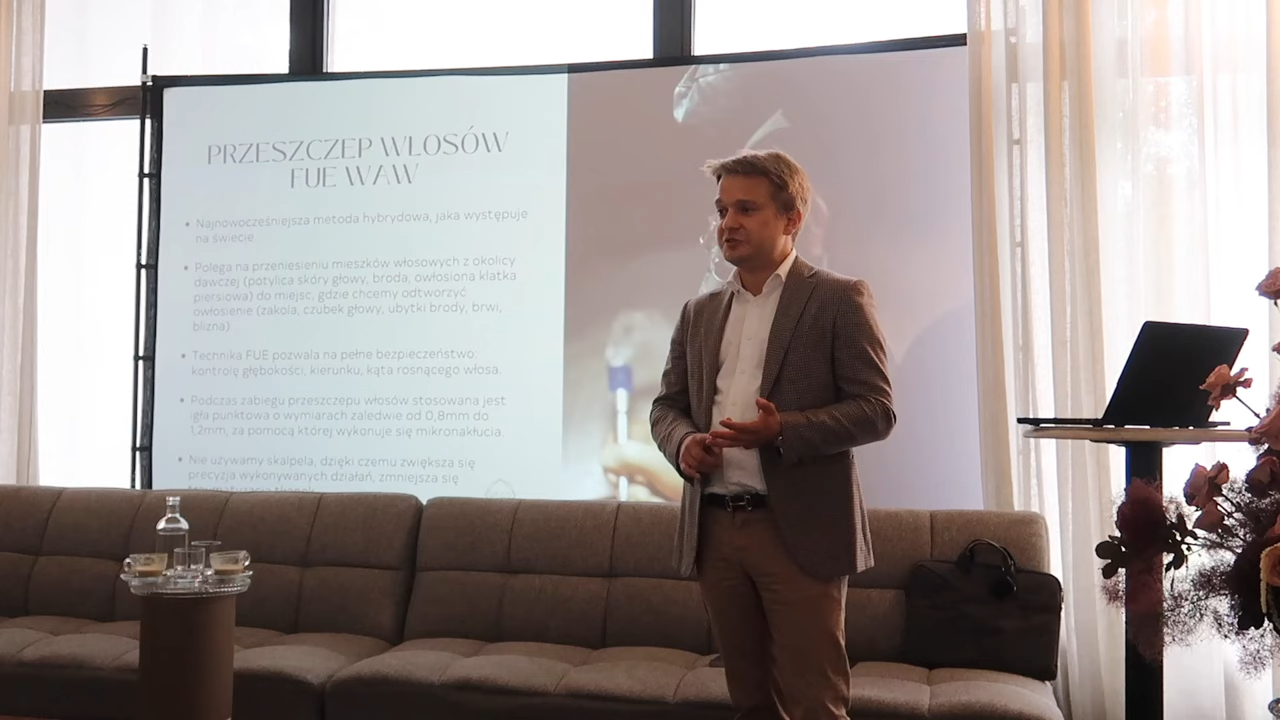 PRZESZCZEP WŁOSÓW
FUE WAW
• Najnowocześniejsza metoda hybrydowa, jaka występuje
na świecie.
• Polega na przeniesieniu mieszków włosowych z okolicy
dawczej (potylica skóry głowy, broda, owłosiona klatka
piersiowa) do miejsc, gdzie chcemy odtworzyć
owłosienie (zakola, czubek głowy, ubytki brody, brwi,
blizna).
• Technika FUE pozwala na pełne bezpieczeństwo:
kontrolę głębokości, kierunku, kąta rosnącego włosa.
• Podczas zabiegu przeszczepu włosów stosowana jest
igła punktowa o wymiarach zaledwie od 0,8mm do
1,2mm, za pomocą której wykonuje się mikronakłucia.
• Nie używamy skalpela, dzięki czemu zwiększa się
precyzja wykonywanych działań, zmniejsza się